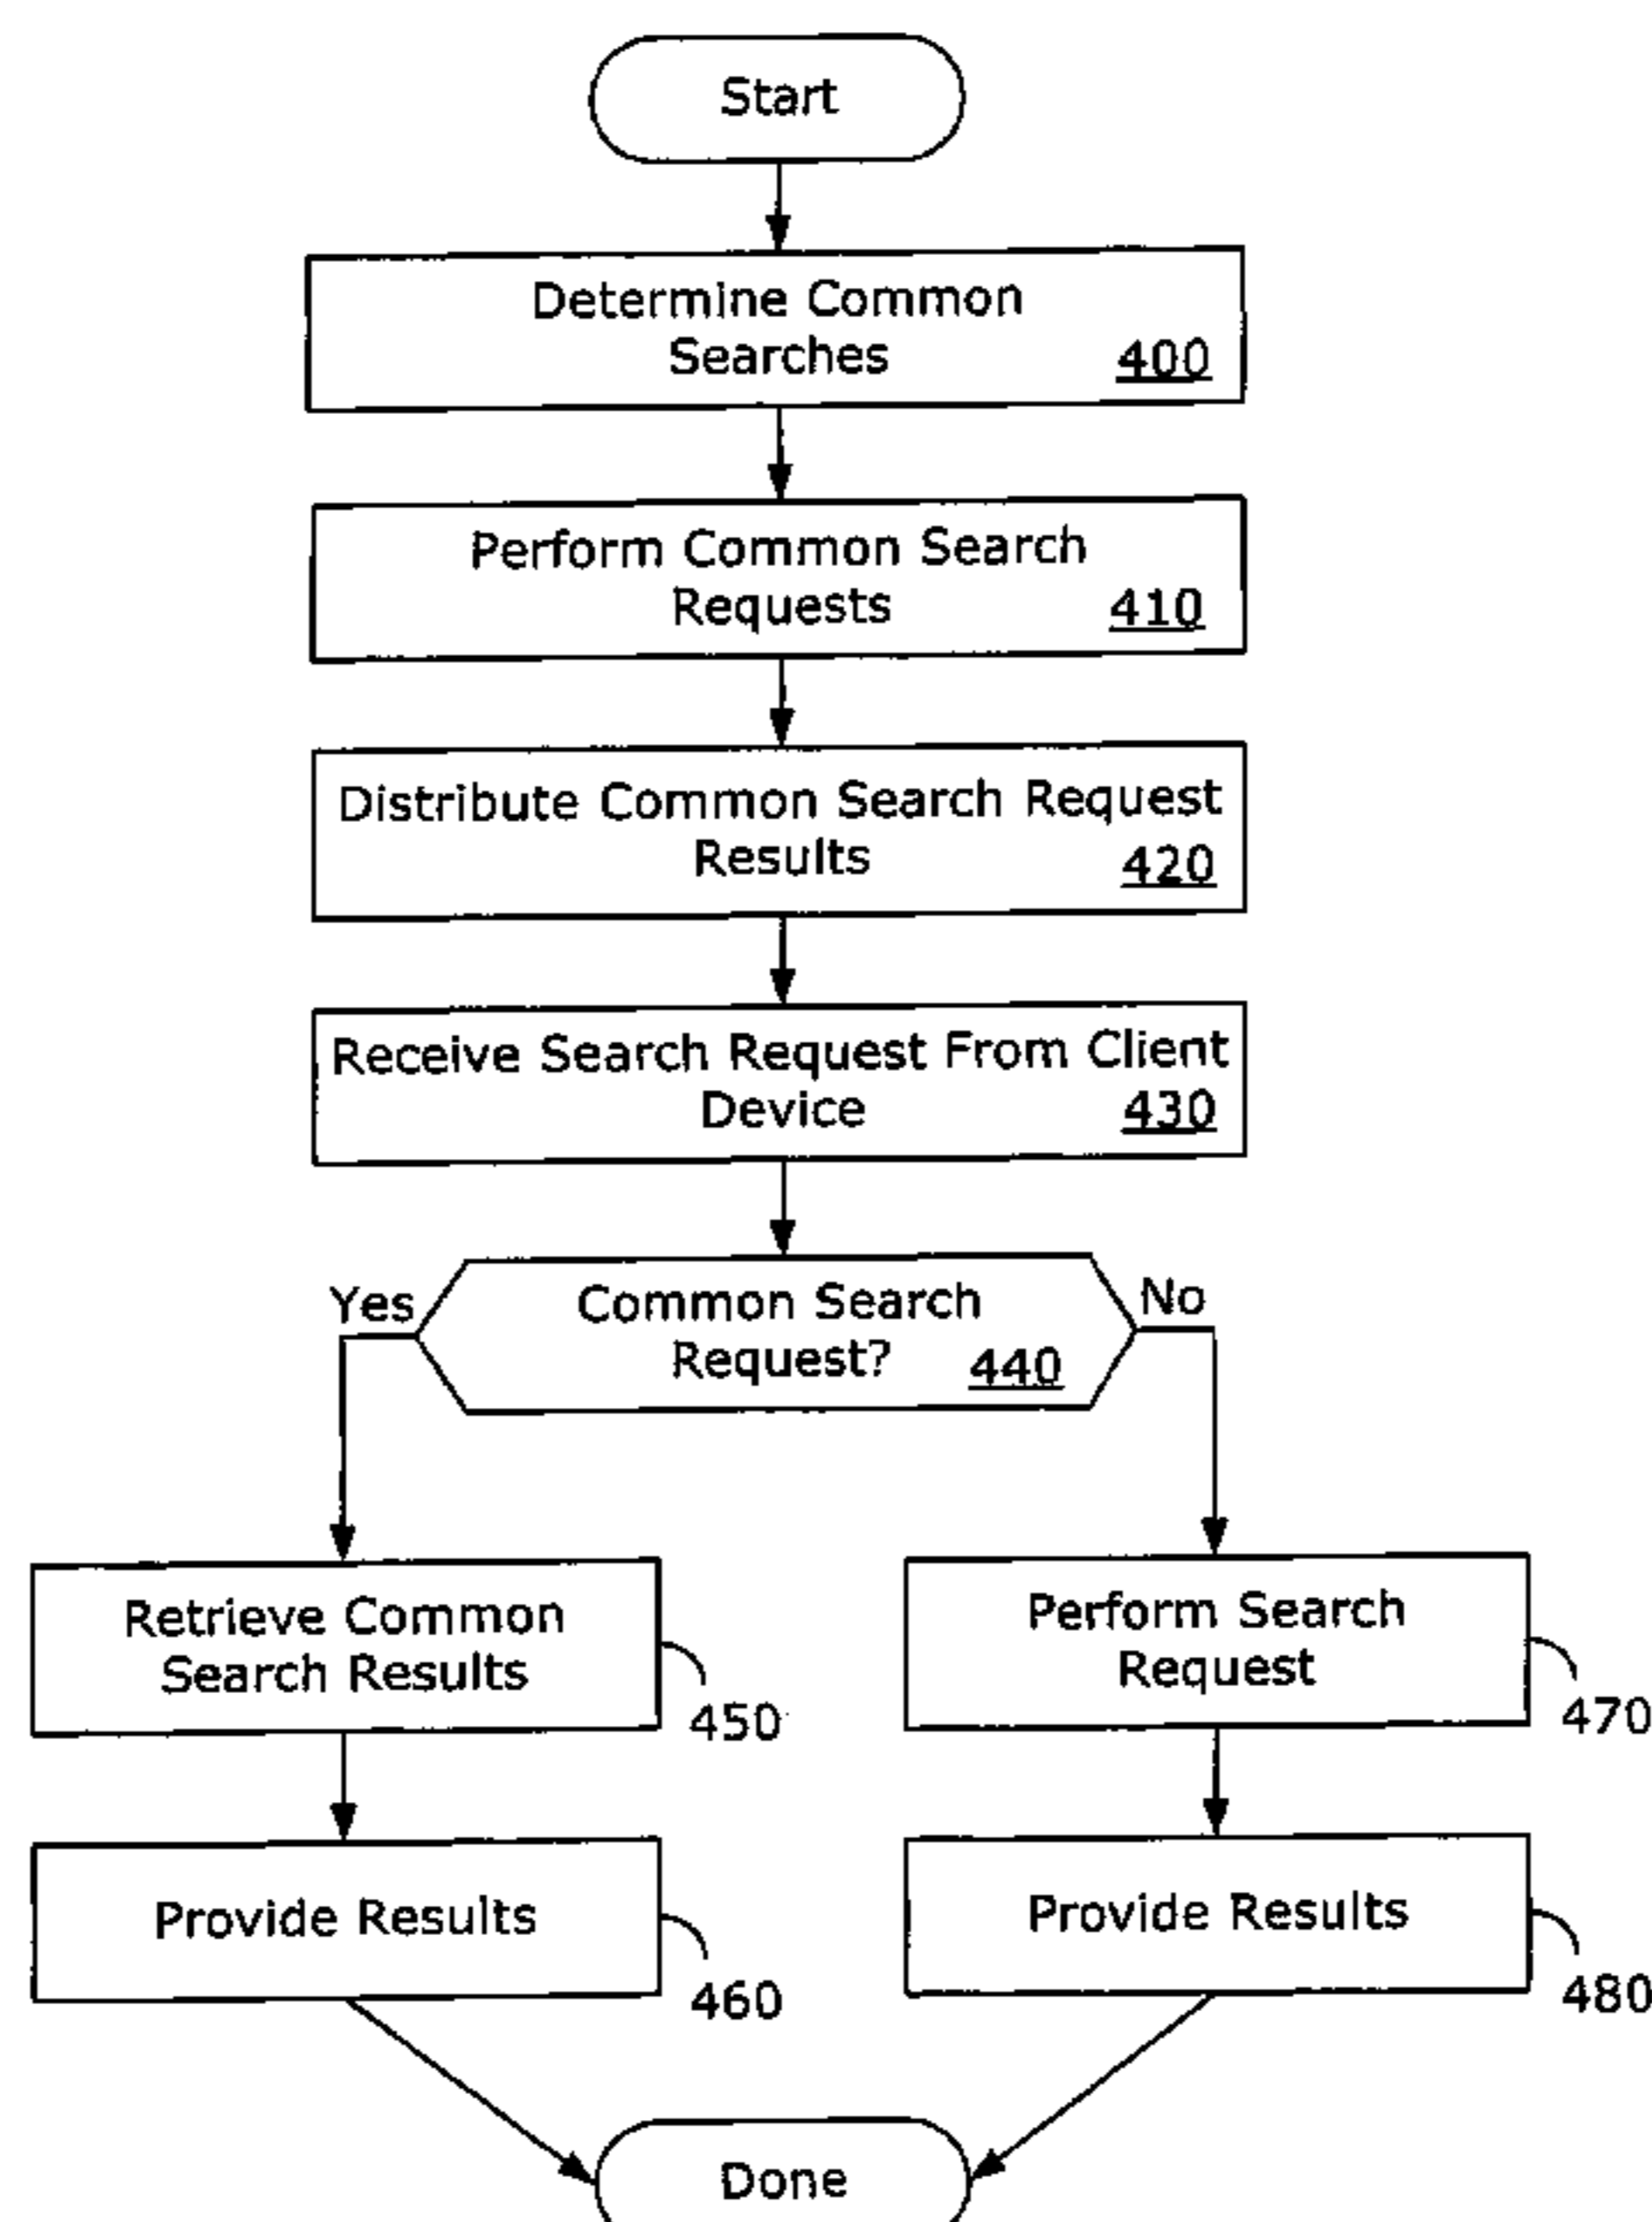 Start
Determine Common
Searches
400
Perform Common Search
Requests
410
Distribute Common Search Request
Results
420
Receive Search Request From Client
Device
430
Yes
Common Search
Request?
440
No
Retrieve Common
Search Results
450
Perform Search
Request
470
Provide Results
460
Provide Results
480
Done